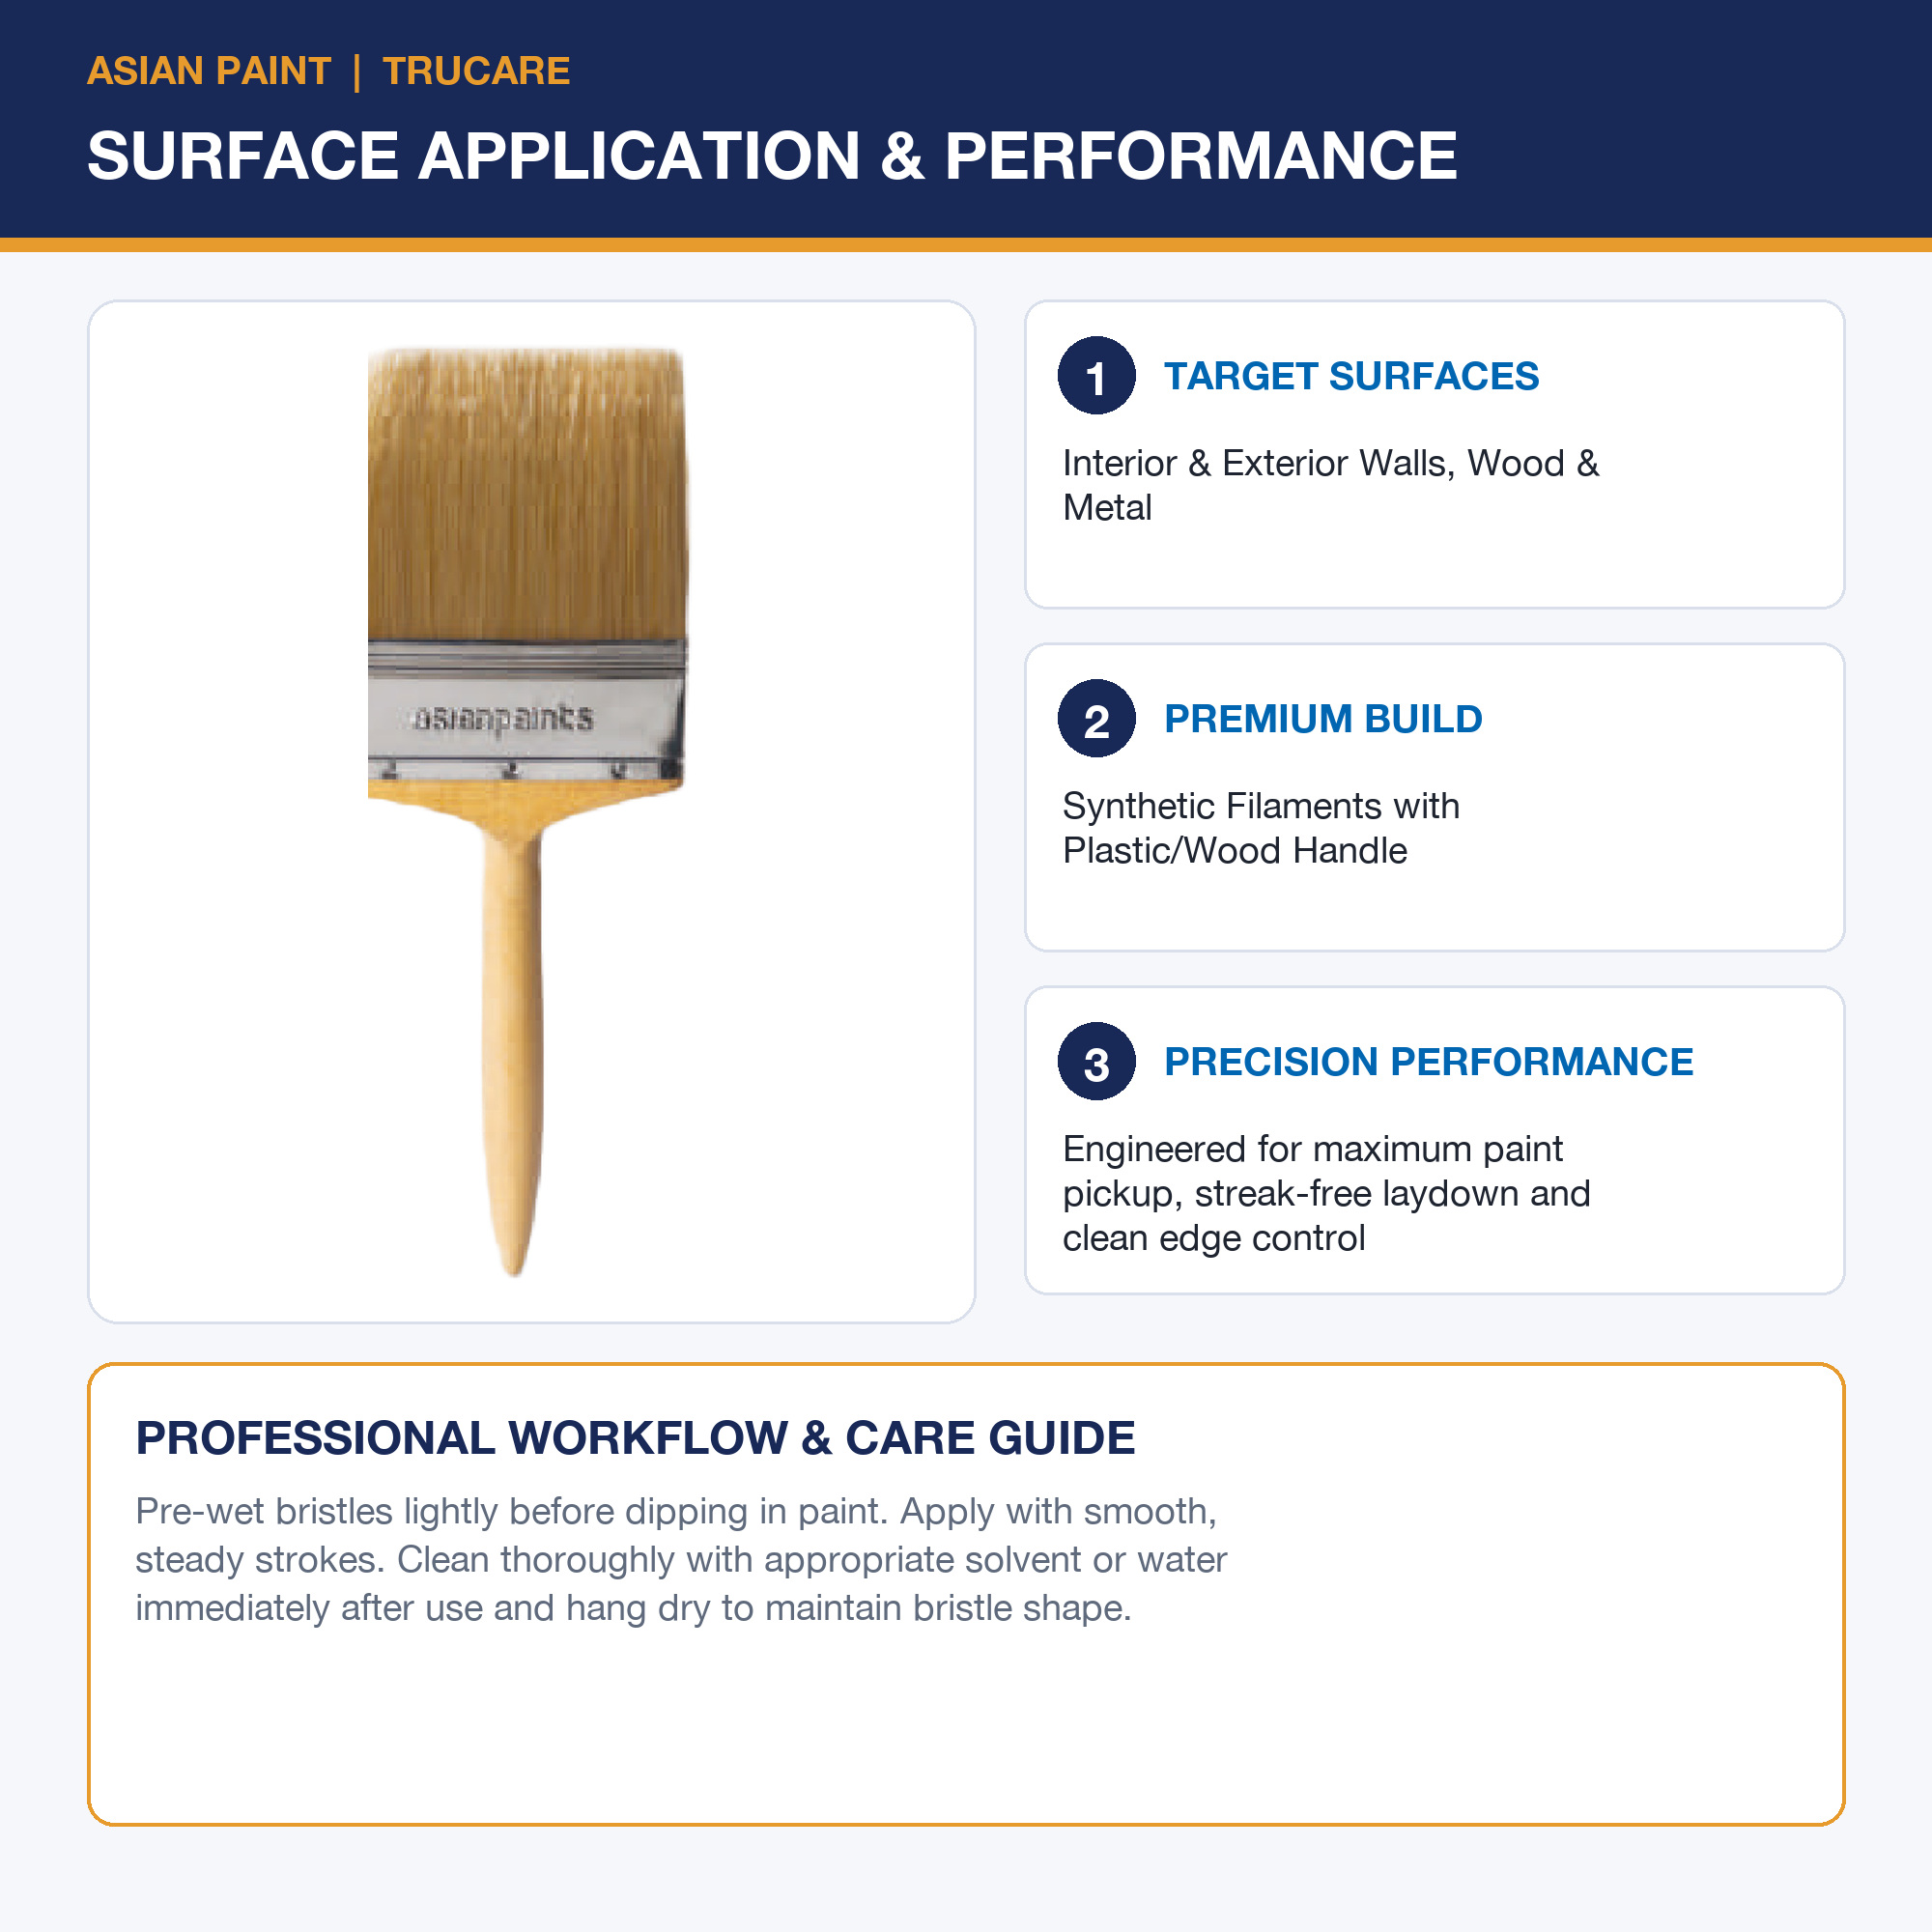 ASIAN PAINT | TRUCARE
SURFACE APPLICATION & PERFORMANCE
asianpaints
1 TARGET SURFACES
Interior & Exterior Walls, Wood &
Metal
2 PREMIUM BUILD
Synthetic Filaments with
Plastic/Wood Handle
3 PRECISION PERFORMANCE
Engineered for maximum paint
pickup, streak-free laydown and
clean edge control
PROFESSIONAL WORKFLOW & CARE GUIDE
Pre-wet bristles lightly before dipping in paint. Apply with smooth,
steady strokes. Clean thoroughly with appropriate solvent or water
immediately after use and hang dry to maintain bristle shape.